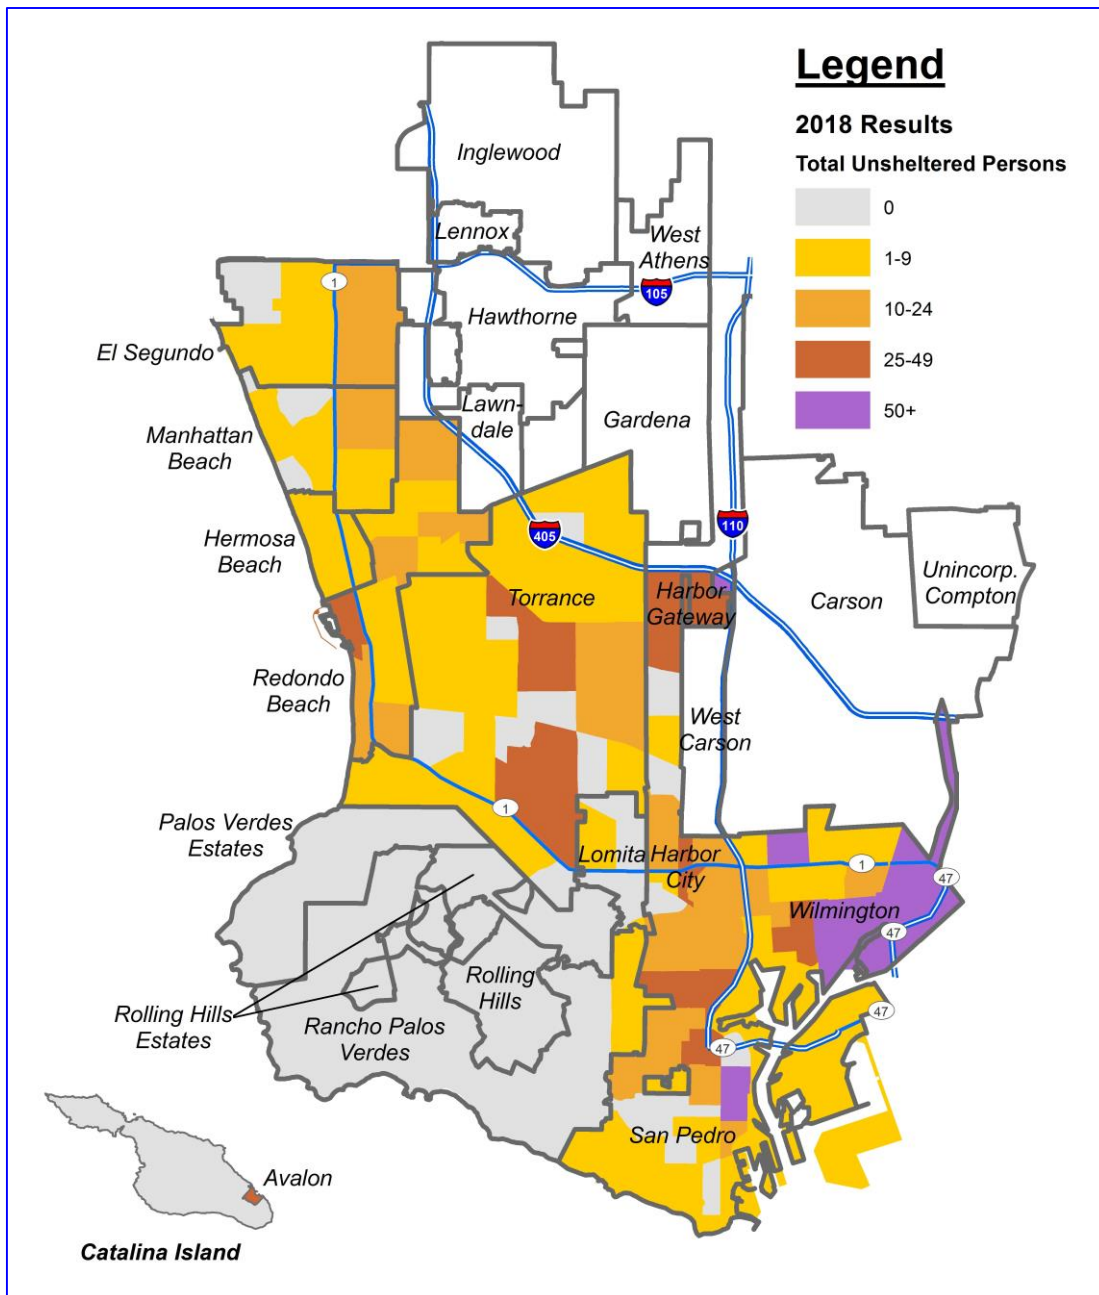 Legend
2018 Results
Total Unsheltered Persons
0
1-9
10-24
25-49
50+
Inglewood
Lennox
West
Athens
105
1
Hawthorne
El Segundo
Lawn-
dale
Gardena
Manhattan
Beach
405
110
Hermosa
Beach
Unincorp.
Compton
Torrance
Harbor
Gateway
Carson
Redondo
Beach
West
Carson
1
Palos Verdes
Estates
Lomita
Harbor
City
1
47
Wilmington
47
Rolling
Hills
Rolling Hills
Estates
Rancho Palos
Verdes
47
47
San Pedro
Avalon
Catalina Island